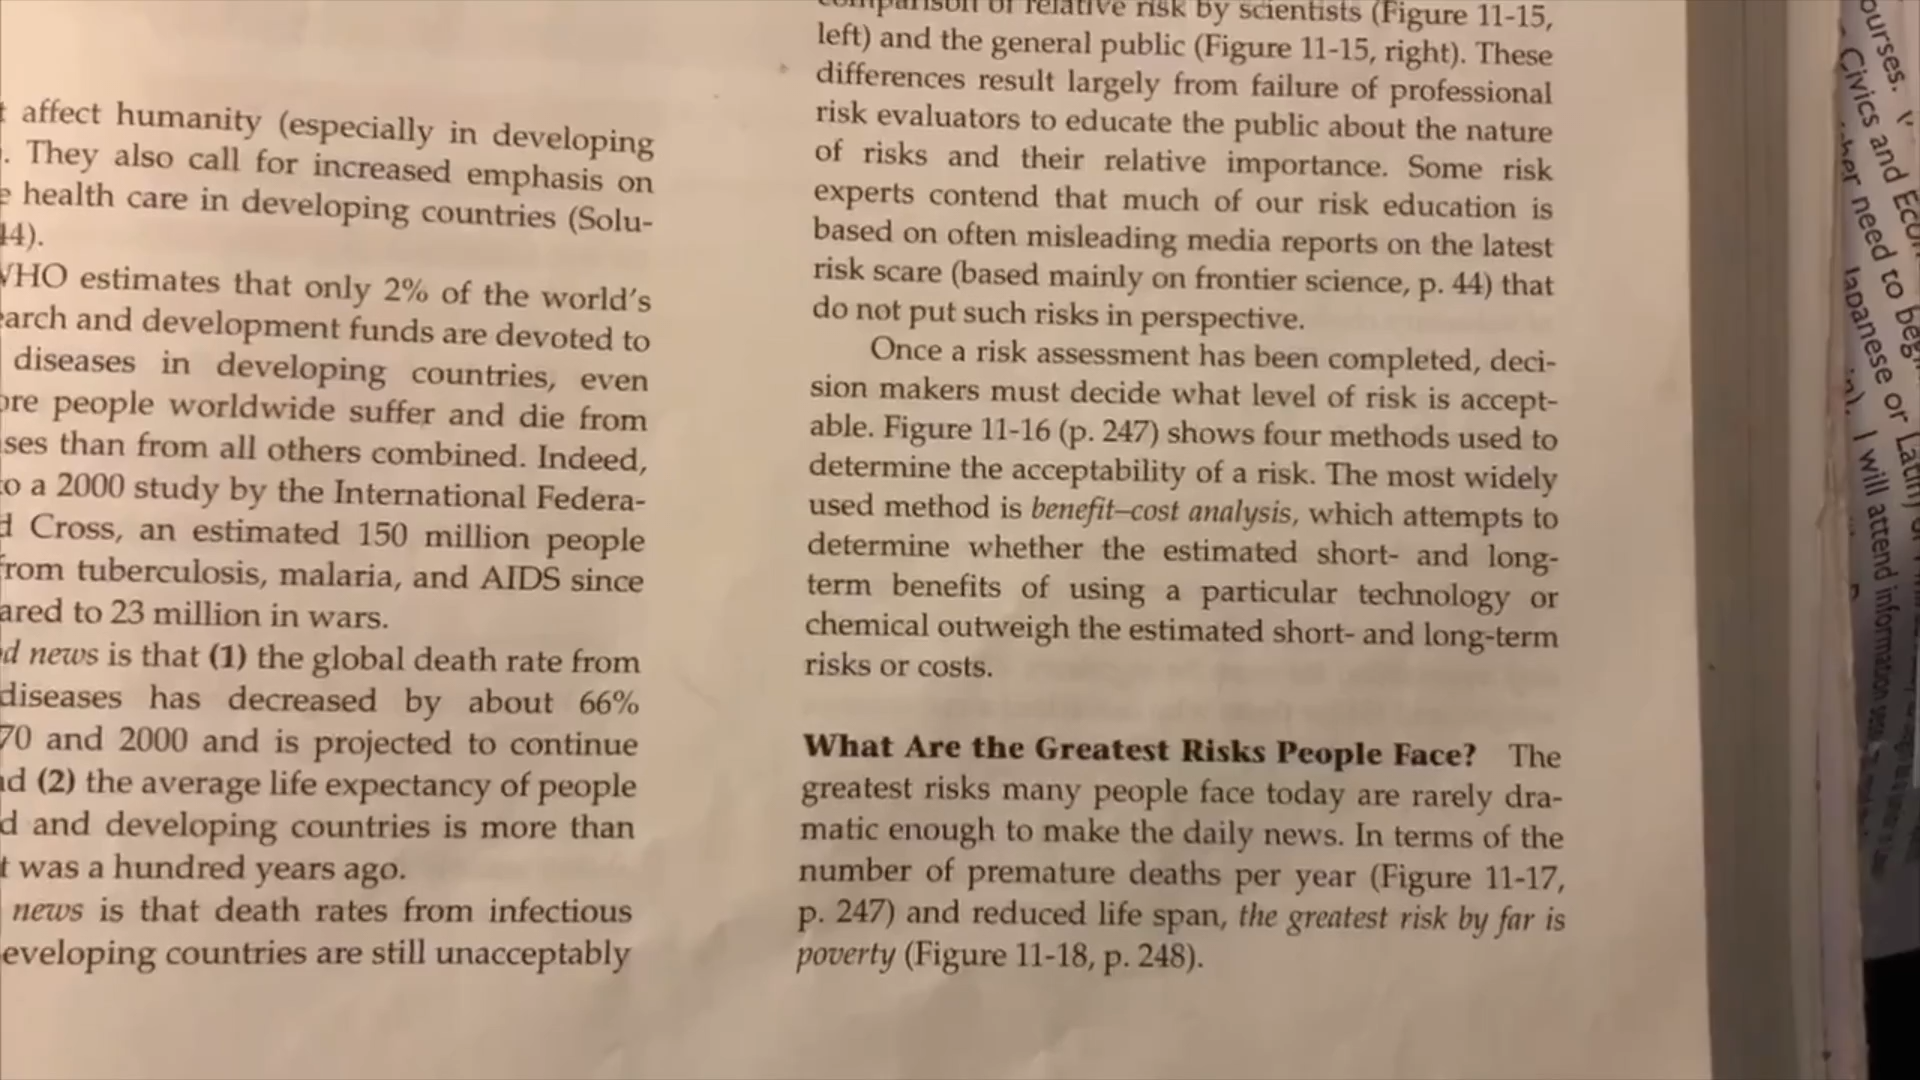 affect humanity (especially in developing
. They also call for increased emphasis on
health care in developing countries (Solu-
44).
WHO estimates that only 2% of the world's
earch and development funds are devoted to
diseases in developing countries, even
ore people worldwide suffer and die from
ses than from all others combined. Indeed,
to a 2000 study by the International Federa-
d Cross, an estimated 150 million people
from tuberculosis, malaria, and AIDS since
ared to 23 million in wars.
d news is that (1) the global death rate from
diseases has decreased by about 66%
70 and 2000 and is projected to continue
nd (2) the average life expectancy of people
d and developing countries is more than
t was a hundred years ago.
news is that death rates from infectious
eveloping countries are still unacceptably
comparison of relative risk by scientists (Figure 11-15,
left) and the general public (Figure 11-15, right). These
differences result largely from failure of professional
risk evaluators to educate the public about the nature
of risks and their relative importance. Some risk
experts contend that much of our risk education is
based on often misleading media reports on the latest
risk scare (based mainly on frontier science, p. 44) that
do not put such risks in perspective.
Once a risk assessment has been completed, deci-
sion makers must decide what level of risk is accept-
able. Figure 11-16 (p. 247) shows four methods used to
determine the acceptability of a risk. The most widely
used method is benefit–cost analysis, which attempts to
determine whether the estimated short- and long-
term benefits of using a particular technology or
chemical outweigh the estimated short- and long-term
risks or costs.
What Are the Greatest Risks People Face? The
greatest risks many people face today are rarely dra-
matic enough to make the daily news. In terms of the
number of premature deaths per year (Figure 11-17,
p. 247) and reduced life span, the greatest risk by far is
poverty (Figure 11-18, p. 248).
ourses.
Civics and Econ
her need to begi
Japanese or Latin)
I will attend information